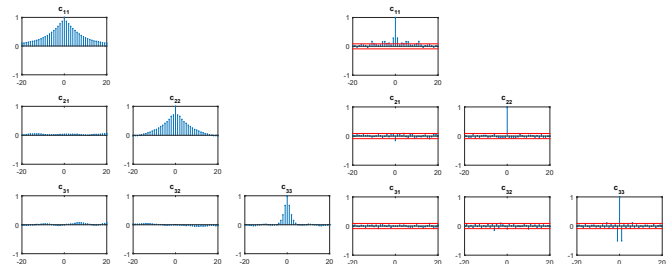 c11 c11
1 1
0 0
-1 -1
-20 0 20 -20 0 20
c21 c22 c21 c22
1 1 1 1
0 0 0 0
-1 -1 -1 -1
-20 0 20 -20 0 20 -20 0 20 -20 0 20
c31 c32 c33 c31 c32 c33
1 1 1 1 1 1
0 0 0 0 0 0
-1 -1 -1 -1 -1 -1
-20 0 20 -20 0 20 -20 0 20 -20 0 20 -20 0 20 -20 0 20